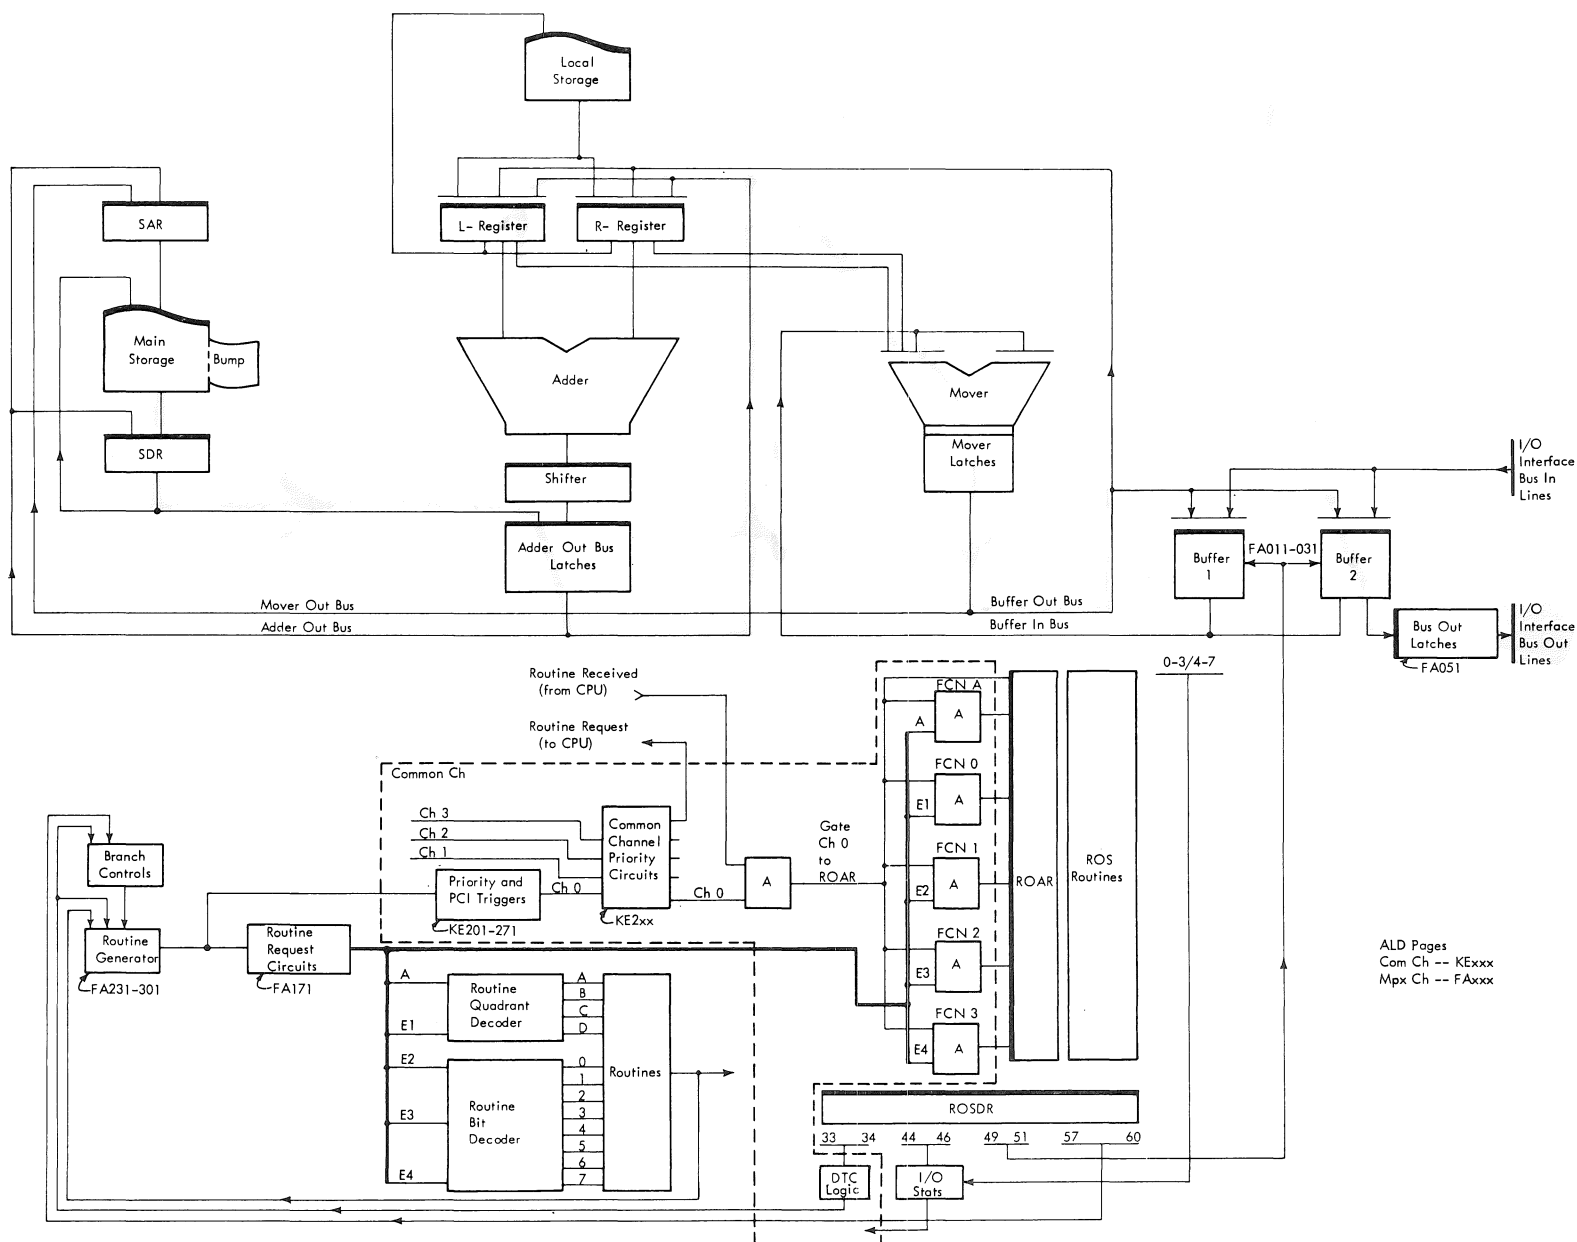 Local
Storage
SAR
L- Register
R- Register
Main
Storage
Bump
Adder
Mover
SDR
Mover
Latches
Shifter
I/O
Interface
Bus In
Lines
Adder Out Bus
Latches
Buffer
1
FA011-031
Buffer
2
Mover Out Bus
Buffer Out Bus
Adder Out Bus
Buffer In Bus
Bus Out
Latches
FA051
I/O
Interface
Bus Out
Lines
0-3/4-7
Routine Received
(from CPU)
Routine Request
(to CPU)
Common Ch
FCN A
A
A
FCN 0
E1
A
FCN 1
E2
A
FCN 2
E3
A
FCN 3
E4
A
ROAR
ROS
Routines
Ch 3
Ch 2
Ch 1
Ch 0
Common
Channel
Priority
Circuits
KE2xx
Priority and
PCI Triggers
KE201-271
Ch 0
A
Gate
Ch 0
to
ROAR
Branch
Controls
Routine
Generator
FA231-301
Routine
Request
Circuits
FA171
A
E1
E2
E3
E4
Routine
Quadrant
Decoder
A
B
C
D
Routine
Bit
Decoder
0
1
2
3
4
5
6
7
Routines
ALD Pages
Com Ch -- KExxx
Mpx Ch -- FAxxx
ROSDR
33 34
44 46
49 51
57 60
DTC
Logic
I/O
Stats